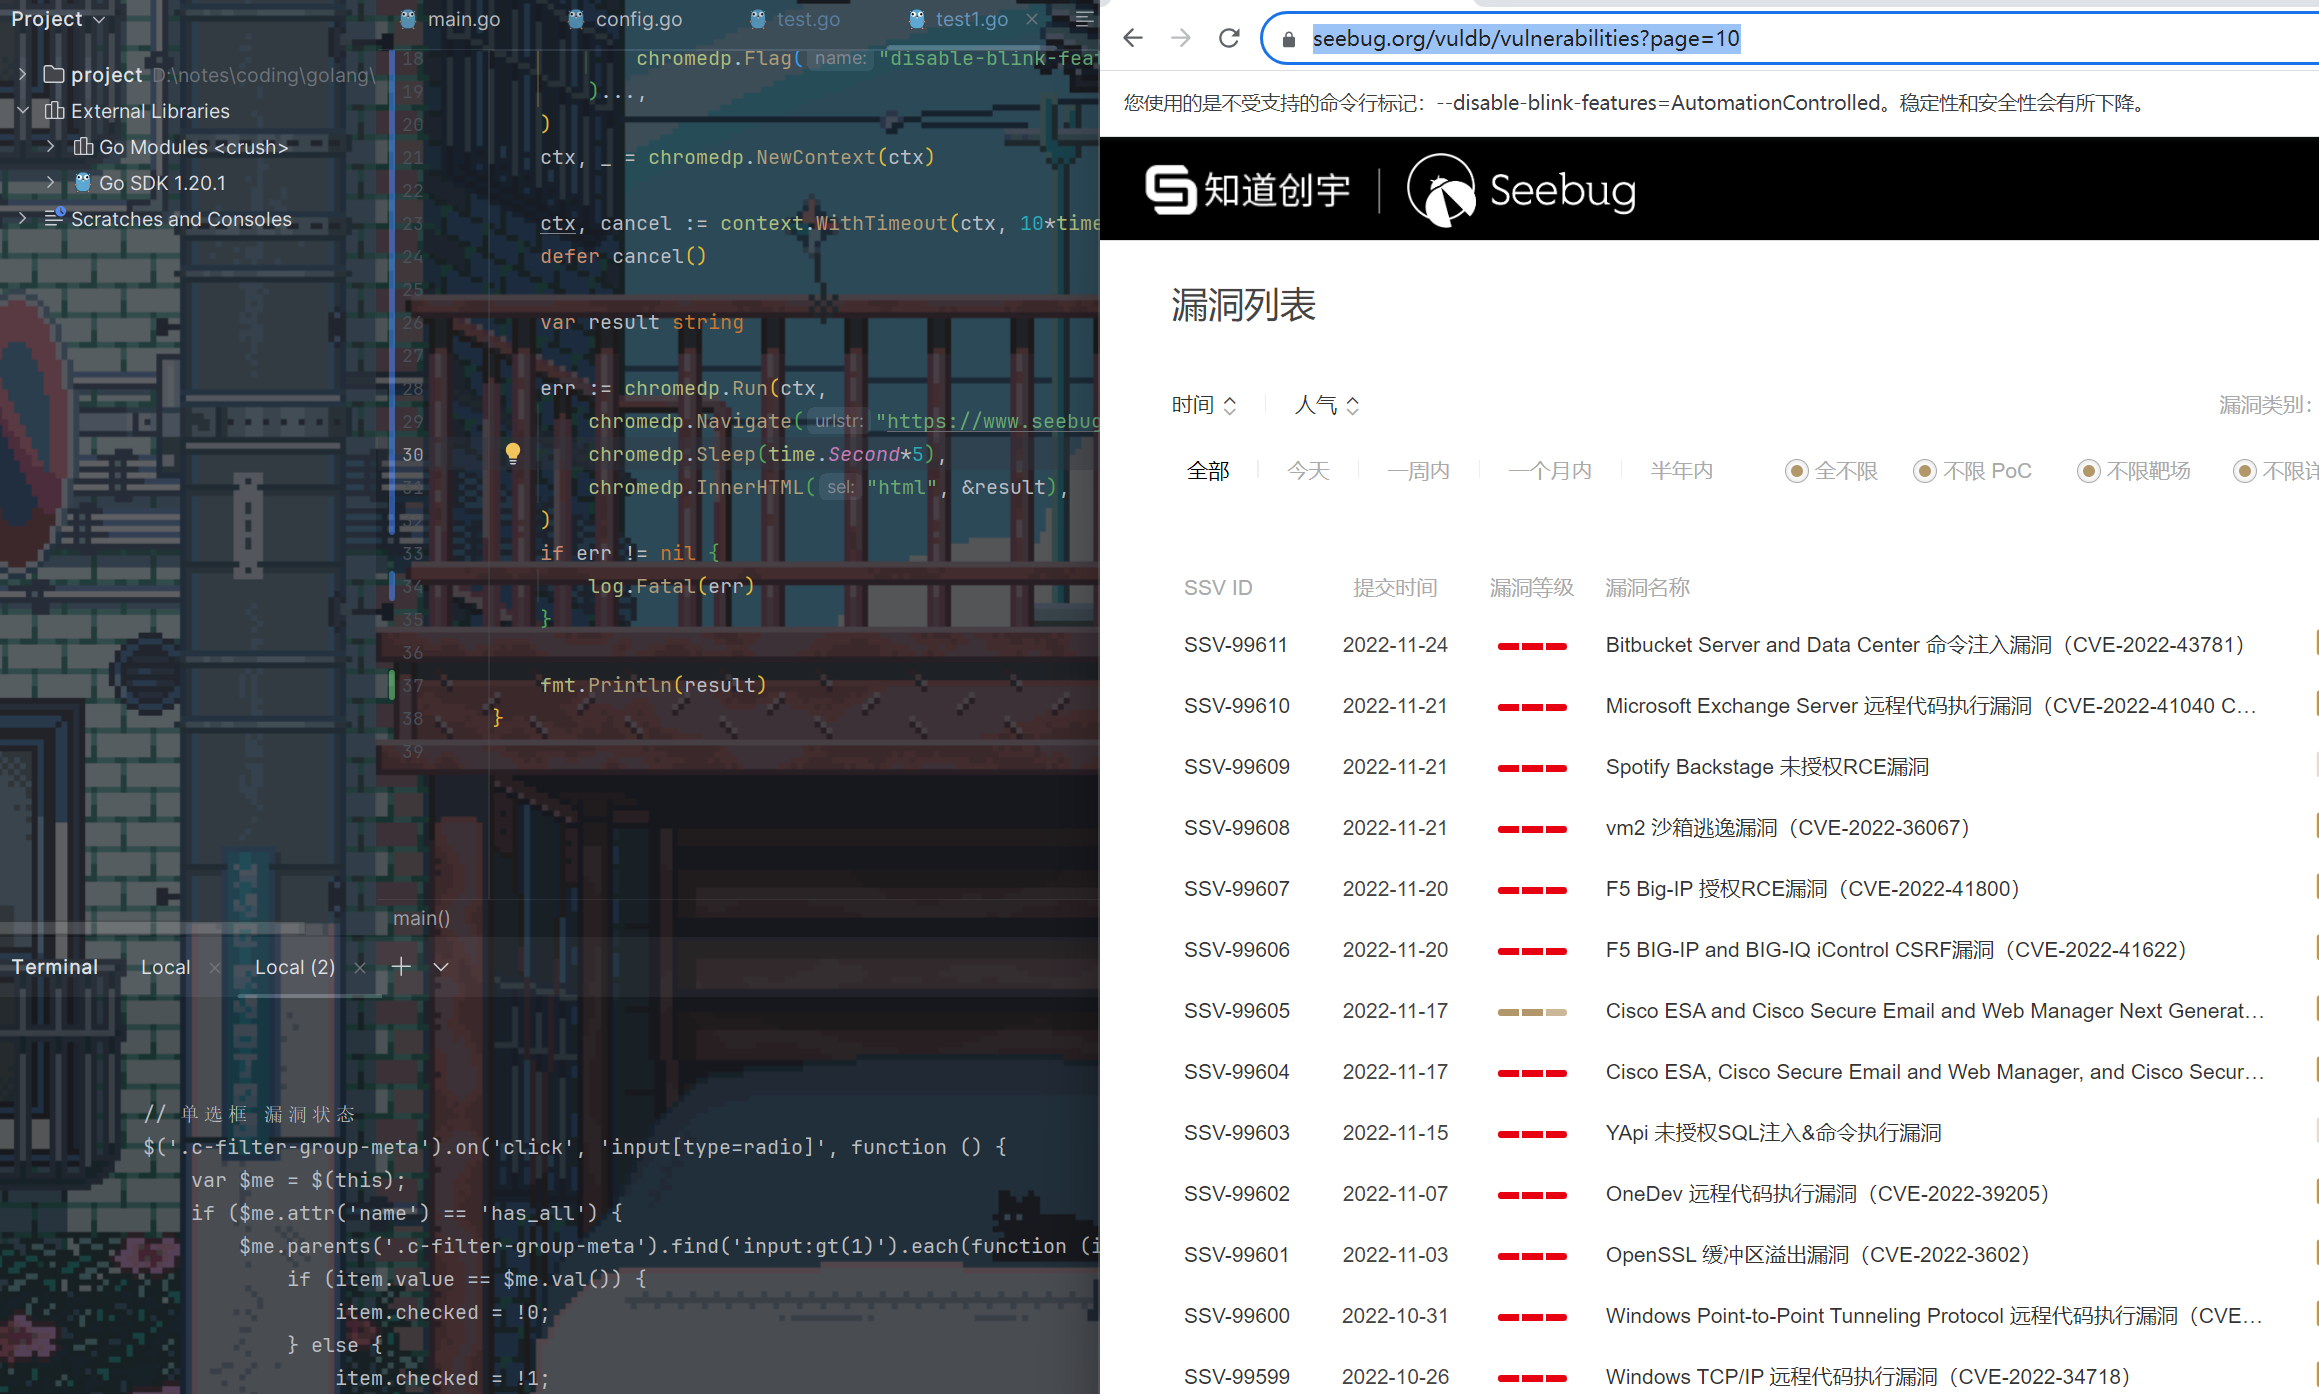 Project
main.go
config.go
test.go
test1.go
project D:\notes\coding\golang\
External Libraries
Go Modules <crush>
Go SDK 1.20.1
Scratches and Consoles
18 chromedp.Flag( name: "disable-blink-feat
19 )...,
20 )
21 ctx, _ = chromedp.NewContext(ctx)
22
23 ctx, cancel := context.WithTimeout(ctx, 10*time
24 defer cancel()
25
26 var result string
27
28 err := chromedp.Run(ctx,
29 chromedp.Navigate( urlstr: "https://www.seebug
30 chromedp.Sleep(time.Second*5),
31 chromedp.InnerHTML( sel: "html", &result),
32 )
33 if err != nil {
34 log.Fatal(err)
35 }
36
37 fmt.Println(result)
38 }
39
main()
Terminal
Local
Local (2)
// 单选框 漏洞状态
$('.c-filter-group-meta').on('click', 'input[type=radio]', function () {
var $me = $(this);
if ($me.attr('name') == 'has_all') {
$me.parents('.c-filter-group-meta').find('input:gt(1)').each(function (i
if (item.value == $me.val()) {
item.checked = !0;
} else {
item.checked = !1;
seebug.org/vuldb/vulnerabilities?page=10
您使用的是不受支持的命令行标记：--disable-blink-features=AutomationControlled。稳定性和安全性会有所下降。
知道创宇
Seebug
漏洞列表
时间
人气
漏洞类别：
全部
今天
一周内
一个月内
半年内
全不限
不限 PoC
不限靶场
不限详
SSV ID 提交时间 漏洞等级 漏洞名称
SSV-99611 2022-11-24 Bitbucket Server and Data Center 命令注入漏洞（CVE-2022-43781）
SSV-99610 2022-11-21 Microsoft Exchange Server 远程代码执行漏洞（CVE-2022-41040 C…
SSV-99609 2022-11-21 Spotify Backstage 未授权RCE漏洞
SSV-99608 2022-11-21 vm2 沙箱逃逸漏洞（CVE-2022-36067）
SSV-99607 2022-11-20 F5 Big-IP 授权RCE漏洞（CVE-2022-41800）
SSV-99606 2022-11-20 F5 BIG-IP and BIG-IQ iControl CSRF漏洞（CVE-2022-41622）
SSV-99605 2022-11-17 Cisco ESA and Cisco Secure Email and Web Manager Next Generat…
SSV-99604 2022-11-17 Cisco ESA, Cisco Secure Email and Web Manager, and Cisco Secur…
SSV-99603 2022-11-15 YApi 未授权SQL注入&命令执行漏洞
SSV-99602 2022-11-07 OneDev 远程代码执行漏洞（CVE-2022-39205）
SSV-99601 2022-11-03 OpenSSL 缓冲区溢出漏洞（CVE-2022-3602）
SSV-99600 2022-10-31 Windows Point-to-Point Tunneling Protocol 远程代码执行漏洞（CVE…
SSV-99599 2022-10-26 Windows TCP/IP 远程代码执行漏洞（CVE-2022-34718）